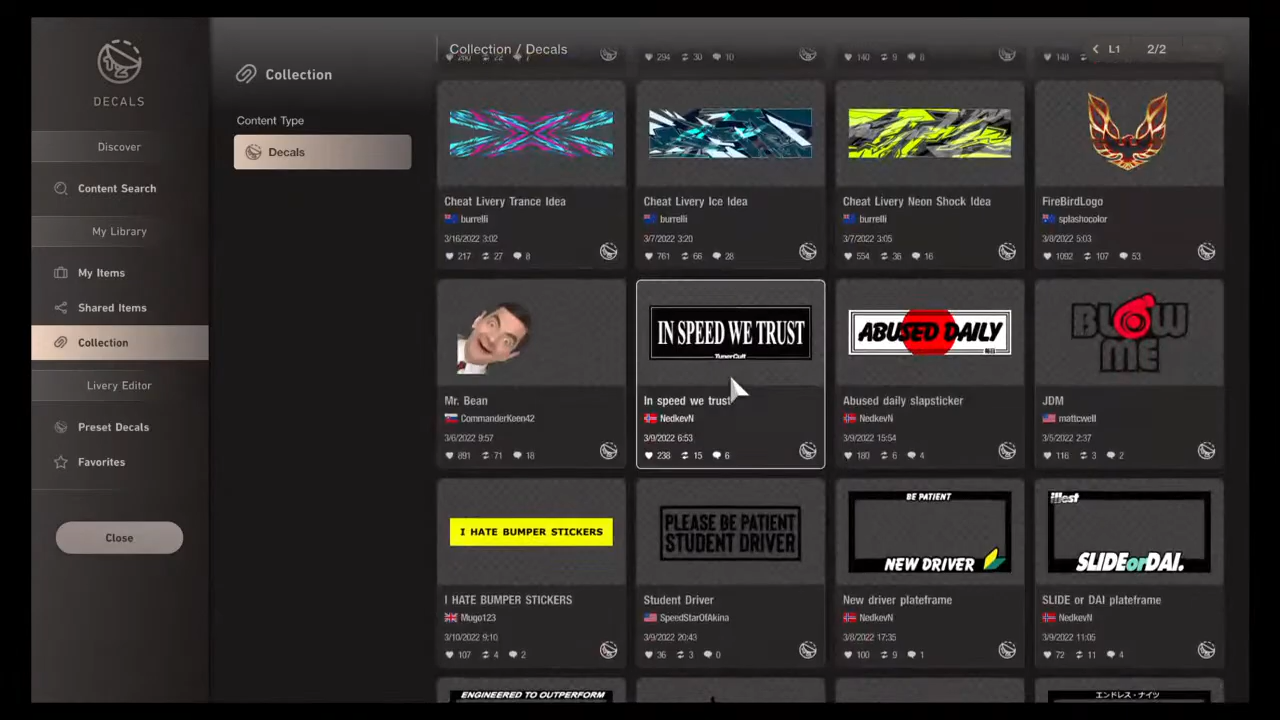 DECALS
Discover
Content Search
My Library
My Items
Shared Items
Collection
Livery Editor
Preset Decals
Favorites
Close
Collection
Content Type
Decals
Collection / Decals
L1 2/2
294 30 10
140 9 8
148
Cheat Livery Trance Idea
burrelli
3/16/2022 3:02
217 27 8
Cheat Livery Ice Idea
burrelli
3/7/2022 3:20
761 66 28
Cheat Livery Neon Shock Idea
burrelli
3/7/2022 3:05
554 36 16
FireBirdLogo
splashocolor
3/8/2022 5:03
1092 107 53
Mr. Bean
CommanderKeen42
3/6/2022 9:57
891 71 18
IN SPEED WE TRUST
TunerCult
In speed we trust
NedkevN
3/9/2022 6:53
238 15 6
ABUSED DAILY
Abused daily slapsticker
NedkevN
3/9/2022 15:54
180 6 4
BLOW
ME
JDM
mattcwell
3/5/2022 2:37
116 3 2
I HATE BUMPER STICKERS
I HATE BUMPER STICKERS
Mugo123
3/10/2022 9:10
107 4 2
PLEASE BE PATIENT
STUDENT DRIVER
Student Driver
SpeedStarOfAkina
3/9/2022 20:43
36 3 0
BE PATIENT
NEW DRIVER
New driver plateframe
NedkevN
3/8/2022 17:35
100 9 1
illest
SLIDEorDAI.
SLIDE or DAI plateframe
NedkevN
3/9/2022 11:05
72 11 4
ENGINEERED TO OUTPERFORM
エンドレス・ナイツ